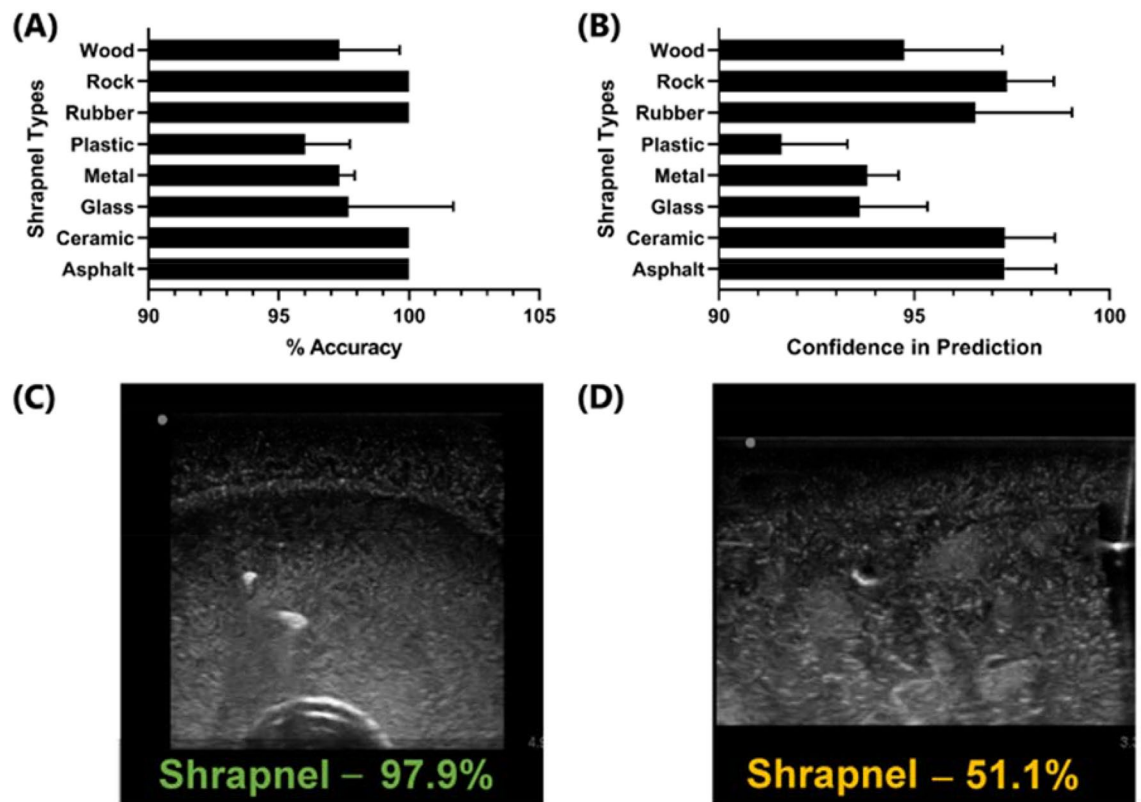 (A)
Shrapnel Types
Wood
Rock
Rubber
Plastic
Metal
Glass
Ceramic
Asphalt
90 95 100 105
% Accuracy
(B)
Shrapnel Types
Wood
Rock
Rubber
Plastic
Metal
Glass
Ceramic
Asphalt
90 95 100
Confidence in Prediction
(C)
Shrapnel – 97.9%
(D)
Shrapnel – 51.1%